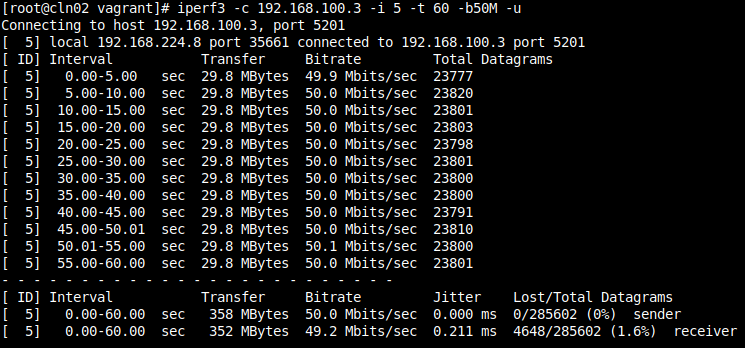 [root@cln02 vagrant]# iperf3 -c 192.168.100.3 -i 5 -t 60 -b50M -u
Connecting to host 192.168.100.3, port 5201
[  5] local 192.168.224.8 port 35661 connected to 192.168.100.3 port 5201
[ ID] Interval           Transfer     Bitrate         Total Datagrams
[  5]   0.00-5.00   sec  29.8 MBytes  49.9 Mbits/sec  23777
[  5]   5.00-10.00  sec  29.8 MBytes  50.0 Mbits/sec  23820
[  5]  10.00-15.00  sec  29.8 MBytes  50.0 Mbits/sec  23801
[  5]  15.00-20.00  sec  29.8 MBytes  50.0 Mbits/sec  23803
[  5]  20.00-25.00  sec  29.8 MBytes  50.0 Mbits/sec  23798
[  5]  25.00-30.00  sec  29.8 MBytes  50.0 Mbits/sec  23801
[  5]  30.00-35.00  sec  29.8 MBytes  50.0 Mbits/sec  23800
[  5]  35.00-40.00  sec  29.8 MBytes  50.0 Mbits/sec  23800
[  5]  40.00-45.00  sec  29.8 MBytes  50.0 Mbits/sec  23791
[  5]  45.00-50.01  sec  29.8 MBytes  50.0 Mbits/sec  23810
[  5]  50.01-55.00  sec  29.8 MBytes  50.1 Mbits/sec  23800
[  5]  55.00-60.00  sec  29.8 MBytes  50.0 Mbits/sec  23801
- - - - - - - - - - - - - - - - - - - - - - - - -
[ ID] Interval           Transfer     Bitrate         Jitter    Lost/Total Datagrams
[  5]   0.00-60.00  sec   358 MBytes  50.0 Mbits/sec  0.000 ms  0/285602 (0%)  sender
[  5]   0.00-60.00  sec   352 MBytes  49.2 Mbits/sec  0.211 ms  4648/285602 (1.6%)  receiver